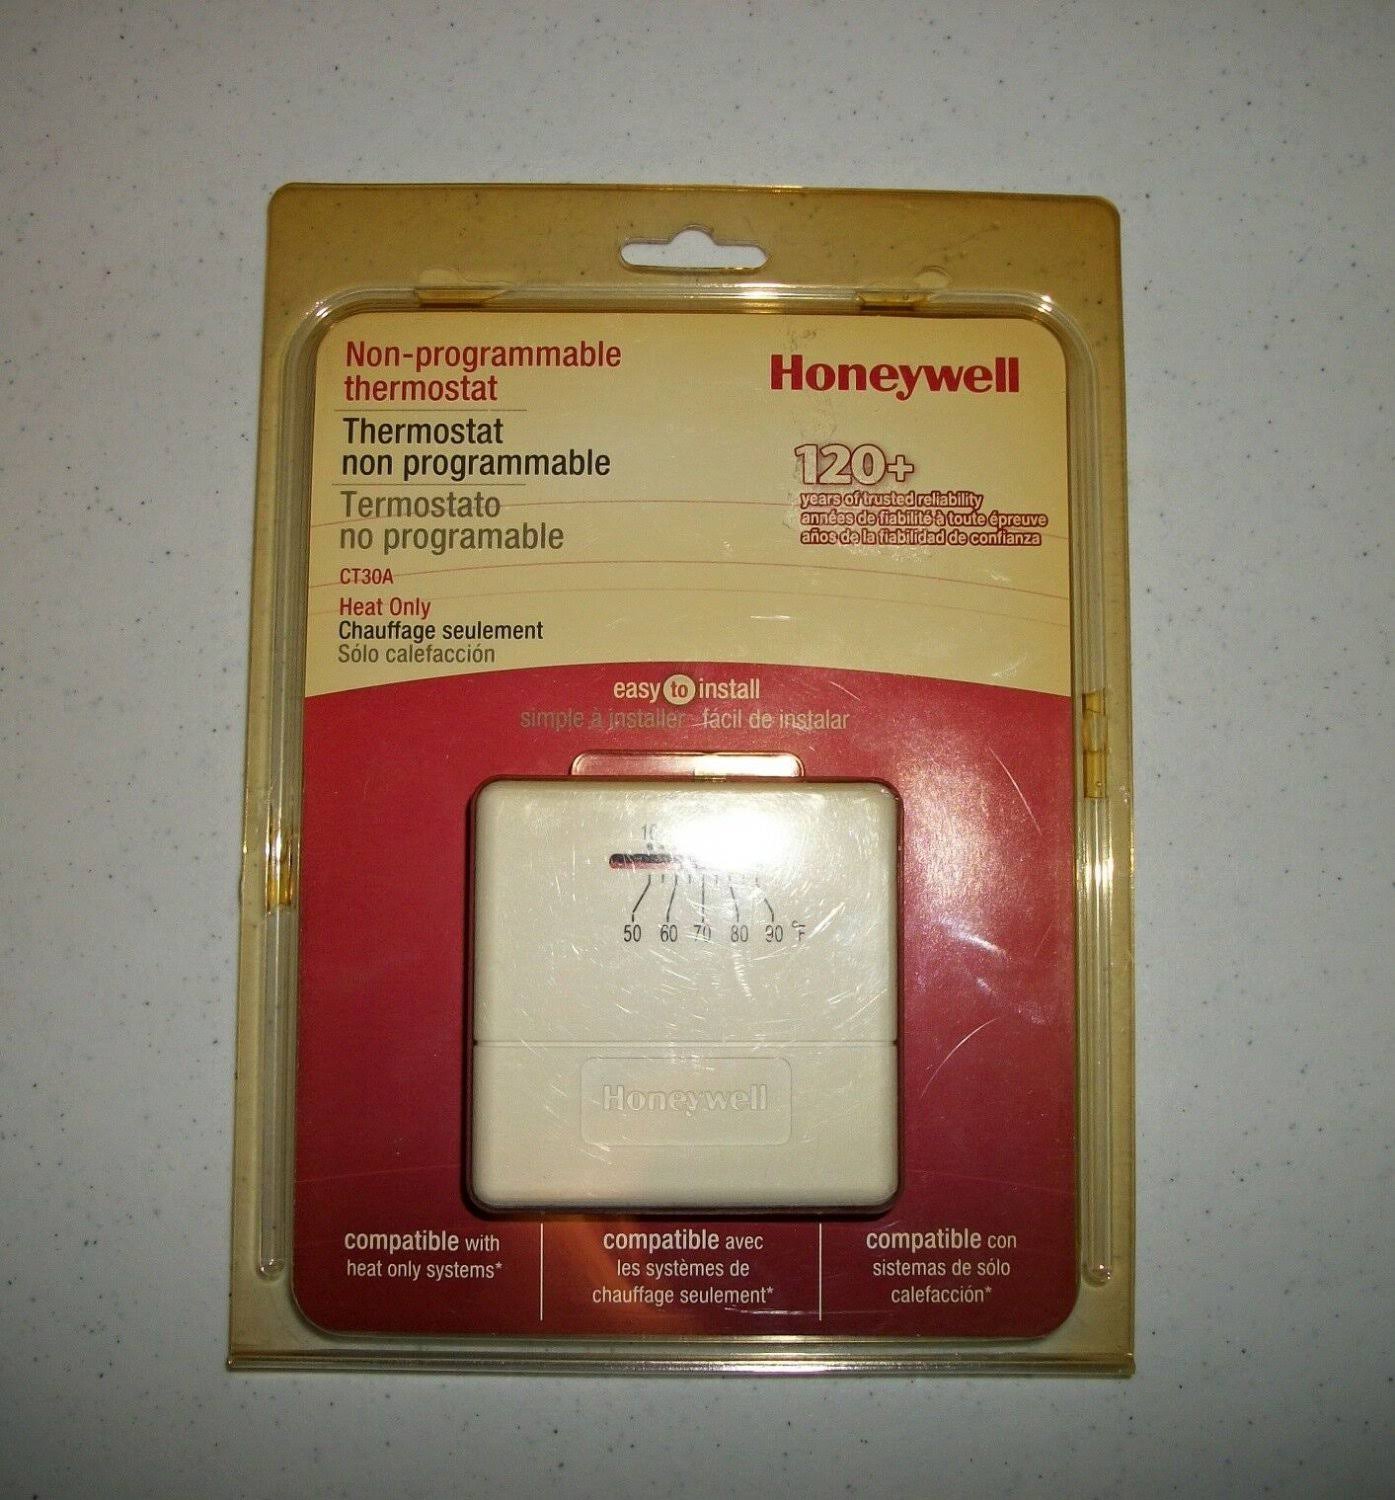 Non-programmable
thermostat
Thermostat
non programmable
Termostato
no programable
CT30A
Heat Only
Chauffage seulement
Sólo calefacción
Honeywell
120+
years of trusted reliability
années de fiabilité à toute épreuve
años de la fiabilidad de confianza
easy to install
simple à installer fácil de instalar
50 60 70 80 90 °F
Honeywell
compatible with
heat only systems*
compatible avec
les systèmes de
chauffage seulement*
compatible con
sistemas de sólo
calefacción*